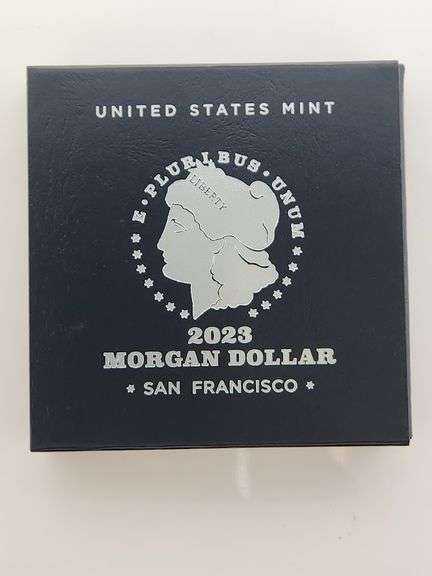 UNITED STATES MINT
E · PLURIBUS · UNUM
LIBERTY
2023
MORGAN DOLLAR
* SAN FRANCISCO *